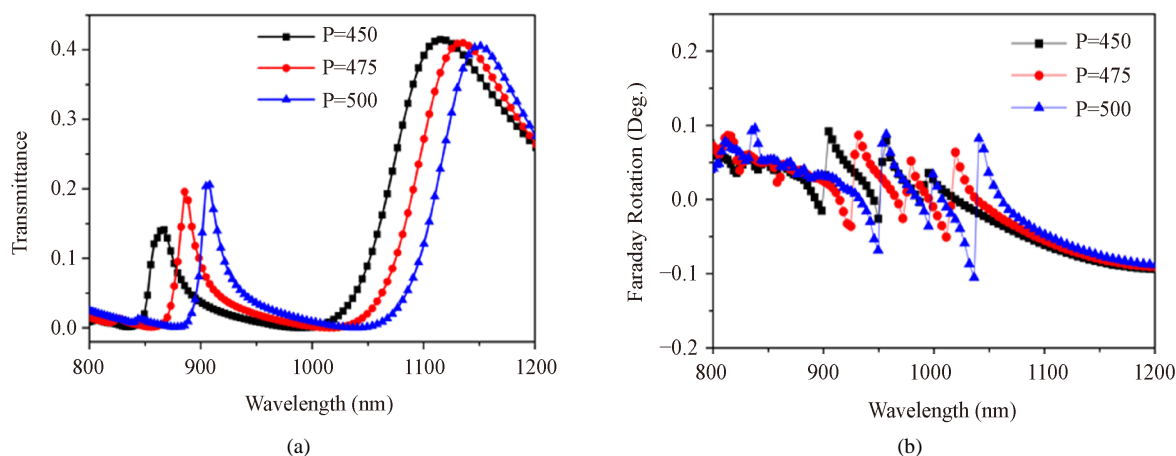 P=450
P=475
P=500
Transmittance
0.4
0.3
0.2
0.1
0.0
800 900 1000 1100 1200
Wavelength (nm)
(a)
P=450
P=475
P=500
Faraday Rotation (Deg.)
0.2
0.1
0.0
−0.1
−0.2
800 900 1000 1100 1200
Wavelength (nm)
(b)